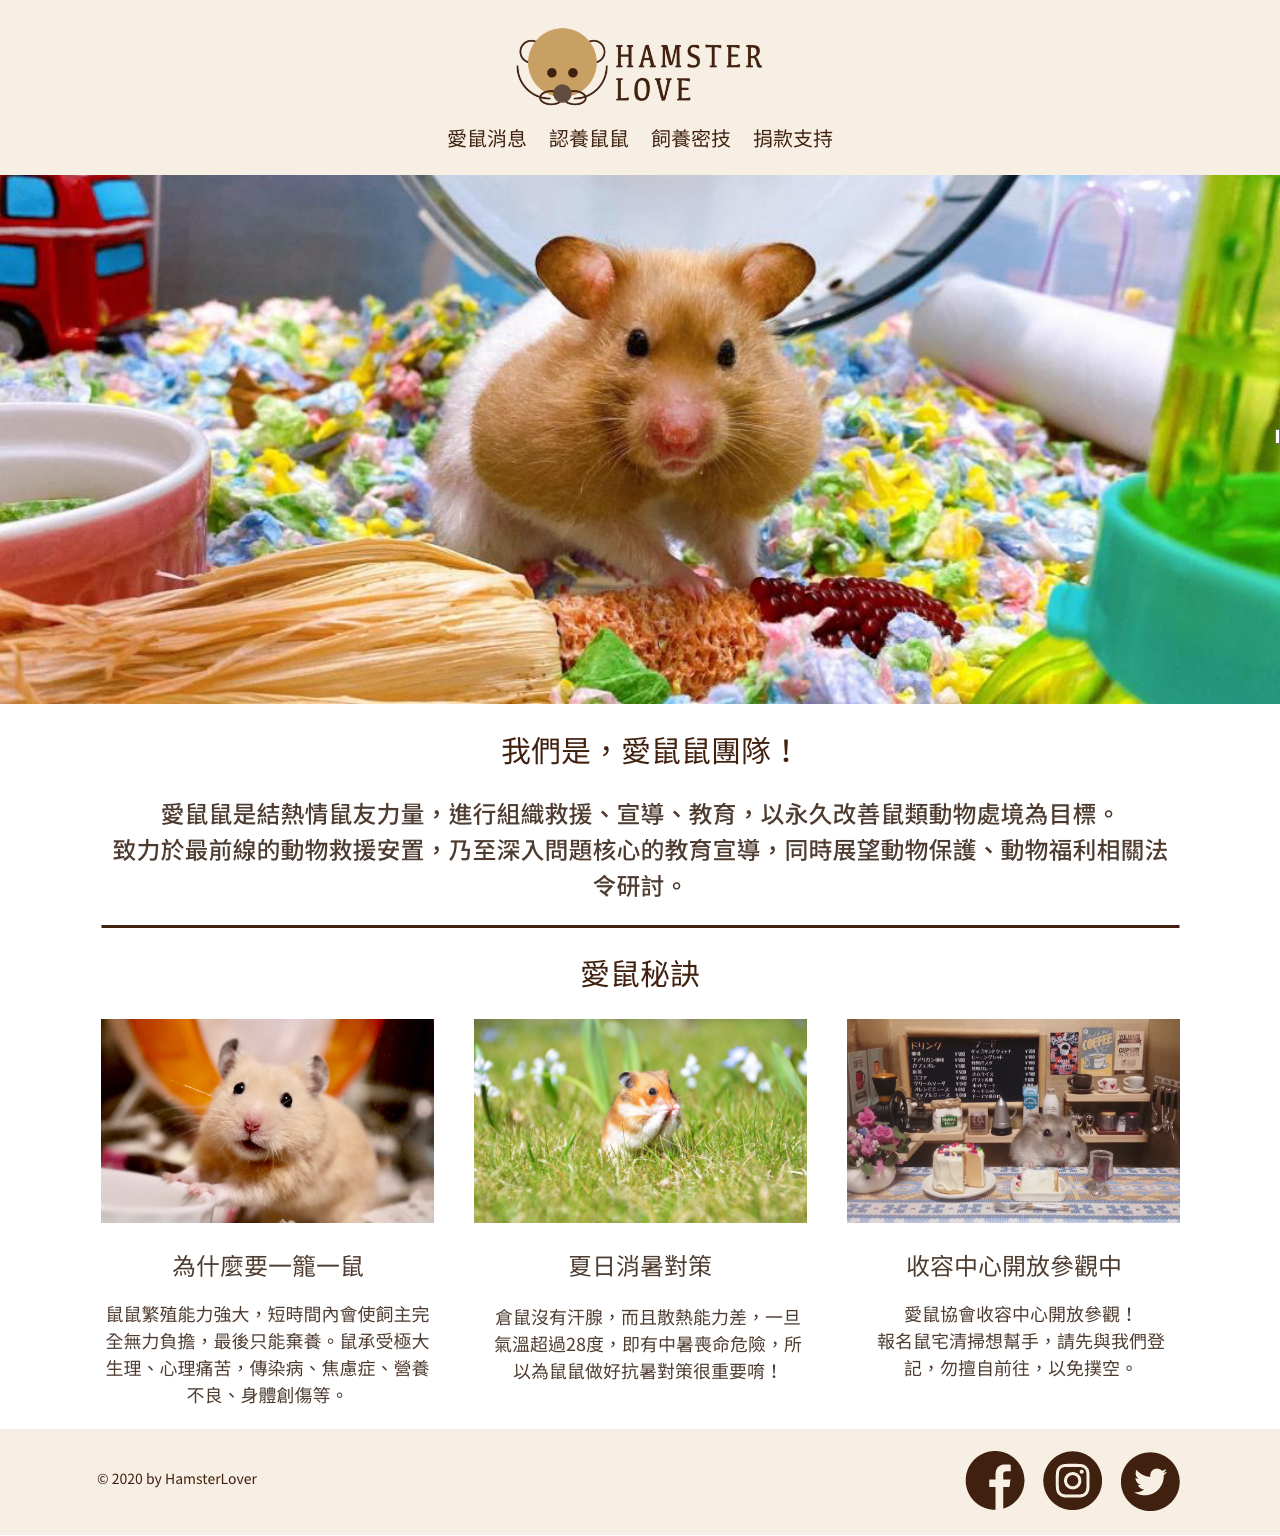 HAMSTER
LOVE
愛鼠消息 認養鼠鼠 飼養密技 捐款支持
我們是，愛鼠鼠團隊！
愛鼠鼠是結熱情鼠友力量，進行組織救援、宣導、教育，以永久改善鼠類動物處境為目標。
致力於最前線的動物救援安置，乃至深入問題核心的教育宣導，同時展望動物保護、動物福利相關法
令研討。
愛鼠秘訣
ドリンク
フード
COFFEE
為什麼要一籠一鼠
鼠鼠繁殖能力強大，短時間內會使飼主完
全無力負擔，最後只能棄養。鼠承受極大
生理、心理痛苦，傳染病、焦慮症、營養
不良、身體創傷等。
夏日消暑對策
倉鼠沒有汗腺，而且散熱能力差，一旦
氣溫超過28度，即有中暑喪命危險，所
以為鼠鼠做好抗暑對策很重要唷！
收容中心開放參觀中
愛鼠協會收容中心開放參觀！
報名鼠宅清掃想幫手，請先與我們登
記，勿擅自前往，以免撲空。
© 2020 by HamsterLover